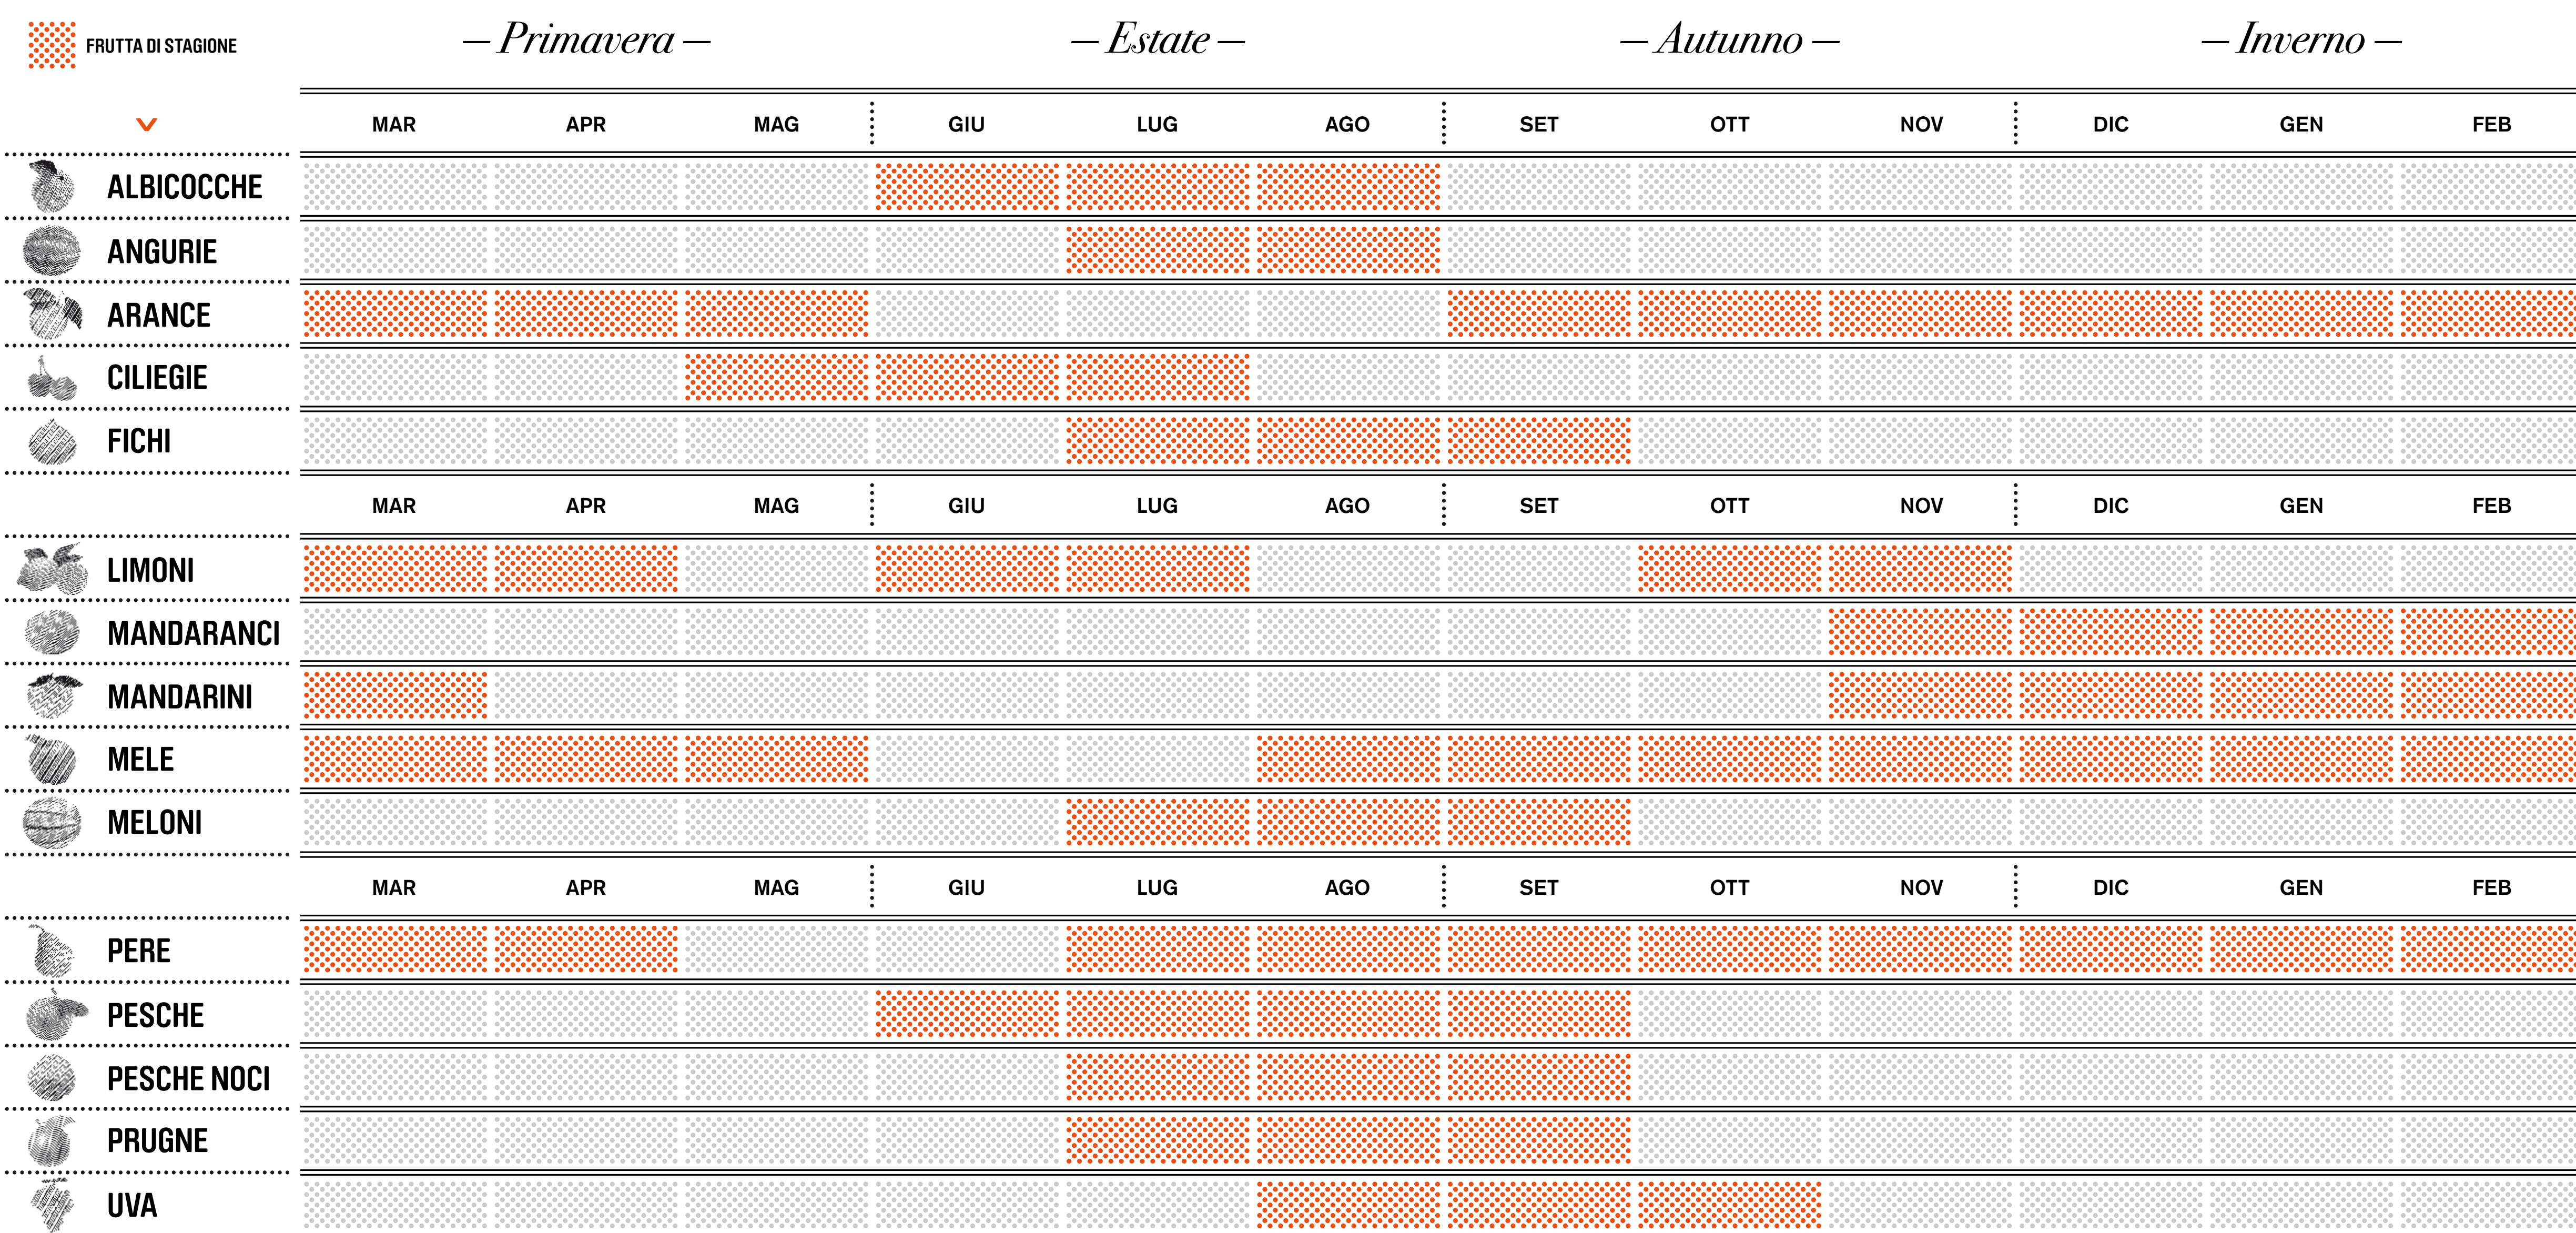 FRUTTA DI STAGIONE
— Primavera — — Estate — — Autunno — — Inverno —
MAR APR MAG GIU LUG AGO SET OTT NOV DIC GEN FEB
ALBICOCCHE
ANGURIE
ARANCE
CILIEGIE
FICHI
MAR APR MAG GIU LUG AGO SET OTT NOV DIC GEN FEB
LIMONI
MANDARANCI
MANDARINI
MELE
MELONI
MAR APR MAG GIU LUG AGO SET OTT NOV DIC GEN FEB
PERE
PESCHE
PESCHE NOCI
PRUGNE
UVA